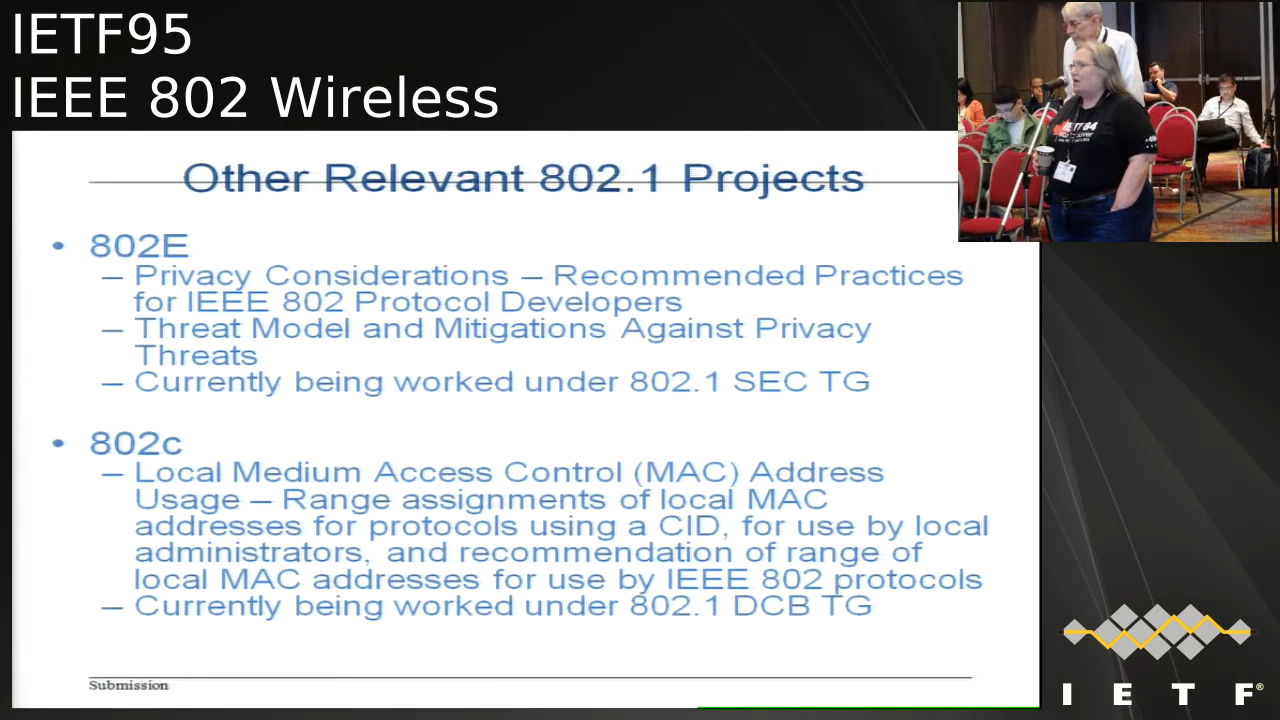 IETF95
IEEE 802 Wireless
Other Relevant 802.1 Projects
• 802E
– Privacy Considerations – Recommended Practices
for IEEE 802 Protocol Developers
– Threat Model and Mitigations Against Privacy
Threats
– Currently being worked under 802.1 SEC TG
• 802c
– Local Medium Access Control (MAC) Address
Usage – Range assignments of local MAC
addresses for protocols using a CID, for use by local
administrators, and recommendation of range of
local MAC addresses for use by IEEE 802 protocols
– Currently being worked under 802.1 DCB TG
Submission
IETF 84
I E T F®